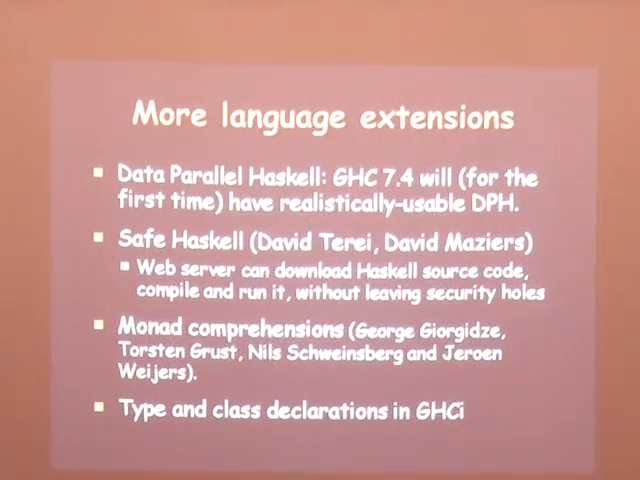 More language extensions
Data Parallel Haskell: GHC 7.4 will (for the
first time) have realistically-usable DPH.
Safe Haskell (David Terei, David Maziers)
Web server can download Haskell source code,
compile and run it, without leaving security holes
Monad comprehensions (George Giorgidze,
Torsten Grust, Nils Schweinsberg and Jeroen
Weijers).
Type and class declarations in GHCi